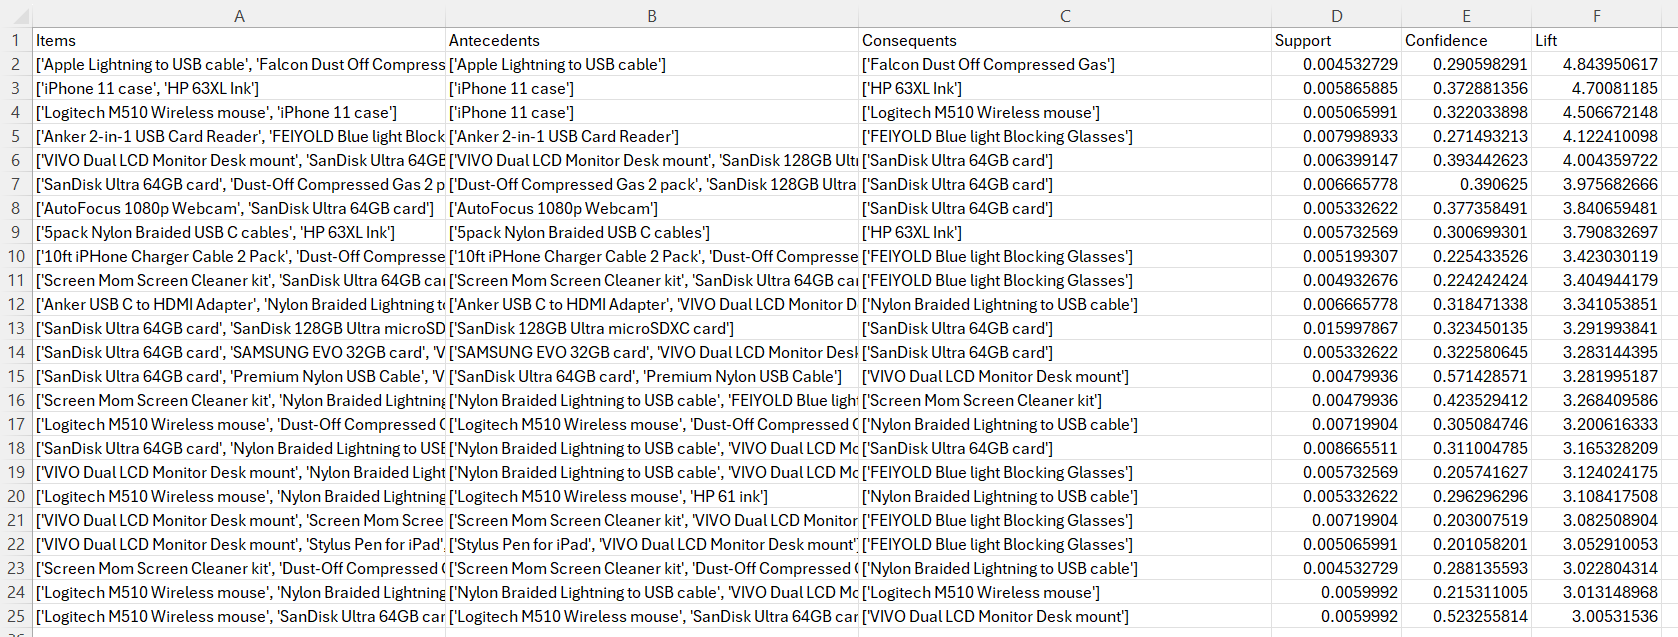 A B C D E F
1 Items Antecedents Consequents Support Confidence Lift
2 ['Apple Lightning to USB cable', 'Falcon Dust Off Compress ['Apple Lightning to USB cable'] ['Falcon Dust Off Compressed Gas'] 0.004532729 0.290598291 4.843950617
3 ['iPhone 11 case', 'HP 63XL Ink'] ['iPhone 11 case'] ['HP 63XL Ink'] 0.005865885 0.372881356 4.70081185
4 ['Logitech M510 Wireless mouse', 'iPhone 11 case'] ['iPhone 11 case'] ['Logitech M510 Wireless mouse'] 0.005065991 0.322033898 4.506672148
5 ['Anker 2-in-1 USB Card Reader', 'FEIYOLD Blue light Block ['Anker 2-in-1 USB Card Reader'] ['FEIYOLD Blue light Blocking Glasses'] 0.007998933 0.271493213 4.122410098
6 ['VIVO Dual LCD Monitor Desk mount', 'SanDisk Ultra 64GB ['VIVO Dual LCD Monitor Desk mount', 'SanDisk 128GB Ult ['SanDisk Ultra 64GB card'] 0.006399147 0.393442623 4.004359722
7 ['SanDisk Ultra 64GB card', 'Dust-Off Compressed Gas 2 p ['Dust-Off Compressed Gas 2 pack', 'SanDisk 128GB Ultra ['SanDisk Ultra 64GB card'] 0.006665778 0.390625 3.975682666
8 ['AutoFocus 1080p Webcam', 'SanDisk Ultra 64GB card'] ['AutoFocus 1080p Webcam'] ['SanDisk Ultra 64GB card'] 0.005332622 0.377358491 3.840659481
9 ['5pack Nylon Braided USB C cables', 'HP 63XL Ink'] ['5pack Nylon Braided USB C cables'] ['HP 63XL Ink'] 0.005732569 0.300699301 3.790832697
10 ['10ft iPHone Charger Cable 2 Pack', 'Dust-Off Compresse ['10ft iPHone Charger Cable 2 Pack', 'Dust-Off Compresse ['FEIYOLD Blue light Blocking Glasses'] 0.005199307 0.225433526 3.423030119
11 ['Screen Mom Screen Cleaner kit', 'SanDisk Ultra 64GB car ['Screen Mom Screen Cleaner kit', 'SanDisk Ultra 64GB ca ['FEIYOLD Blue light Blocking Glasses'] 0.004932676 0.224242424 3.404944179
12 ['Anker USB C to HDMI Adapter', 'Nylon Braided Lightning t ['Anker USB C to HDMI Adapter', 'VIVO Dual LCD Monitor D ['Nylon Braided Lightning to USB cable'] 0.006665778 0.318471338 3.341053851
13 ['SanDisk Ultra 64GB card', 'SanDisk 128GB Ultra microSD ['SanDisk 128GB Ultra microSDXC card'] ['SanDisk Ultra 64GB card'] 0.015997867 0.323450135 3.291993841
14 ['SanDisk Ultra 64GB card', 'SAMSUNG EVO 32GB card', 'V ['SAMSUNG EVO 32GB card', 'VIVO Dual LCD Monitor Desk ['SanDisk Ultra 64GB card'] 0.005332622 0.322580645 3.283144395
15 ['SanDisk Ultra 64GB card', 'Premium Nylon USB Cable', 'V ['SanDisk Ultra 64GB card', 'Premium Nylon USB Cable'] ['VIVO Dual LCD Monitor Desk mount'] 0.00479936 0.571428571 3.281995187
16 ['Screen Mom Screen Cleaner kit', 'Nylon Braided Lightning ['Nylon Braided Lightning to USB cable', 'FEIYOLD Blue ligh ['Screen Mom Screen Cleaner kit'] 0.00479936 0.423529412 3.268409586
17 ['Logitech M510 Wireless mouse', 'Dust-Off Compressed ['Logitech M510 Wireless mouse', 'Dust-Off Compressed ['Nylon Braided Lightning to USB cable'] 0.00719904 0.305084746 3.200616333
18 ['SanDisk Ultra 64GB card', 'Nylon Braided Lightning to USE ['Nylon Braided Lightning to USB cable', 'VIVO Dual LCD Mo ['SanDisk Ultra 64GB card'] 0.008665511 0.311004785 3.165328209
19 ['VIVO Dual LCD Monitor Desk mount', 'Nylon Braided Light ['Nylon Braided Lightning to USB cable', 'VIVO Dual LCD Mo ['FEIYOLD Blue light Blocking Glasses'] 0.005732569 0.205741627 3.124024175
20 ['Logitech M510 Wireless mouse', 'Nylon Braided Lightning ['Logitech M510 Wireless mouse', 'HP 61 ink'] ['Nylon Braided Lightning to USB cable'] 0.005332622 0.296296296 3.108417508
21 ['VIVO Dual LCD Monitor Desk mount', 'Screen Mom Scree ['Screen Mom Screen Cleaner kit', 'VIVO Dual LCD Monitor ['FEIYOLD Blue light Blocking Glasses'] 0.00719904 0.203007519 3.082508904
22 ['VIVO Dual LCD Monitor Desk mount', 'Stylus Pen for iPad', ['Stylus Pen for iPad', 'VIVO Dual LCD Monitor Desk mount' ['FEIYOLD Blue light Blocking Glasses'] 0.005065991 0.201058201 3.052910053
23 ['Screen Mom Screen Cleaner kit', 'Dust-Off Compressed ['Screen Mom Screen Cleaner kit', 'Dust-Off Compressed ['Nylon Braided Lightning to USB cable'] 0.004532729 0.288135593 3.022804314
24 ['Logitech M510 Wireless mouse', 'Nylon Braided Lightning ['Nylon Braided Lightning to USB cable', 'VIVO Dual LCD Mo ['Logitech M510 Wireless mouse'] 0.0059992 0.215311005 3.013148968
25 ['Logitech M510 Wireless mouse', 'SanDisk Ultra 64GB car ['Logitech M510 Wireless mouse', 'SanDisk Ultra 64GB car ['VIVO Dual LCD Monitor Desk mount'] 0.0059992 0.523255814 3.00531536